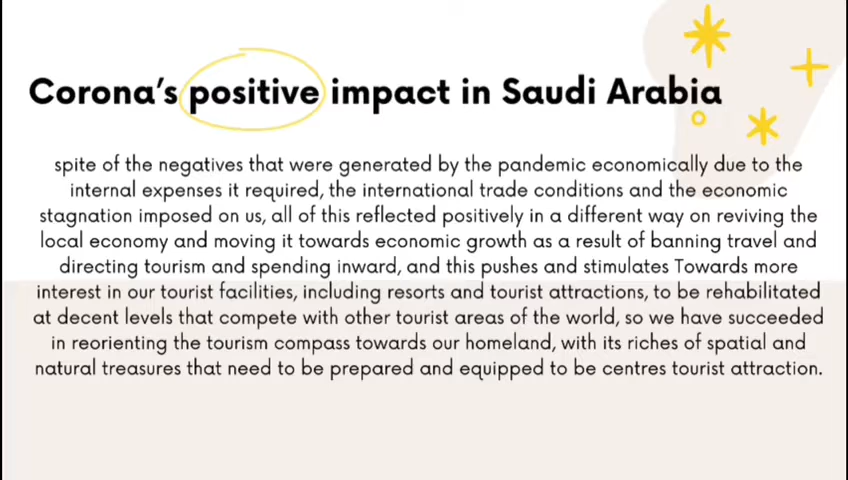 Corona's positive impact in Saudi Arabia
spite of the negatives that were generated by the pandemic economically due to the
internal expenses it required, the international trade conditions and the economic
stagnation imposed on us, all of this reflected positively in a different way on reviving the
local economy and moving it towards economic growth as a result of banning travel and
directing tourism and spending inward, and this pushes and stimulates Towards more
interest in our tourist facilities, including resorts and tourist attractions, to be rehabilitated
at decent levels that compete with other tourist areas of the world, so we have succeeded
in reorienting the tourism compass towards our homeland, with its riches of spatial and
natural treasures that need to be prepared and equipped to be centres tourist attraction.